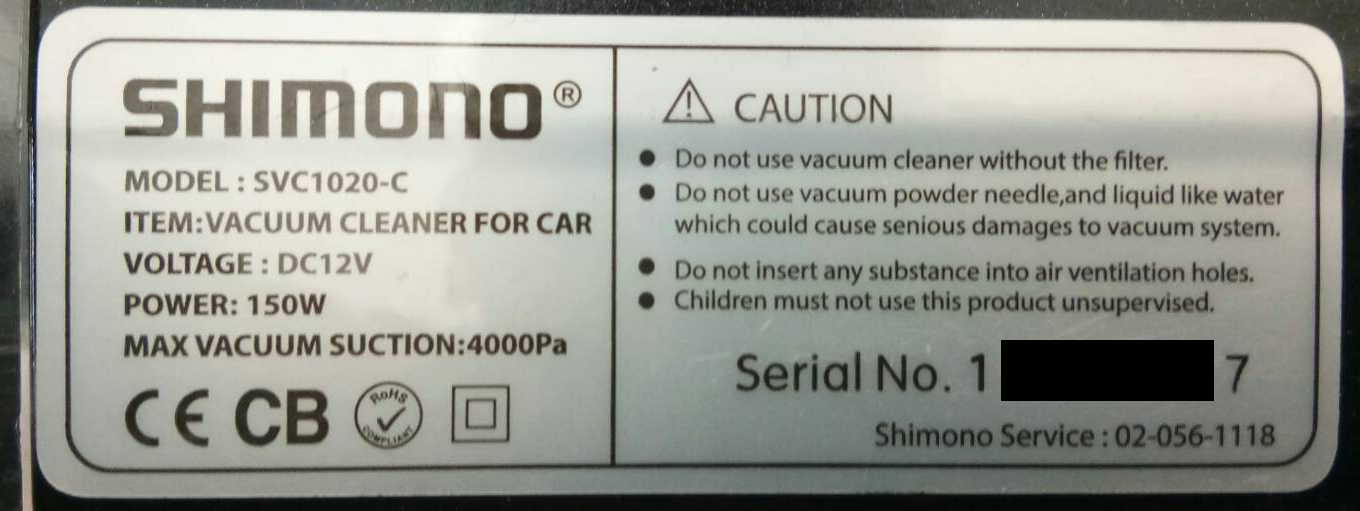 SHIMONO®
MODEL : SVC1020-C
ITEM:VACUUM CLEANER FOR CAR
VOLTAGE : DC12V
POWER: 150W
MAX VACUUM SUCTION:4000Pa
CE CB RoHS COMPLIANT
CAUTION
● Do not use vacuum cleaner without the filter.
● Do not use vacuum powder needle,and liquid like water
which could cause senious damages to vacuum system.
● Do not insert any substance into air ventilation holes.
● Children must not use this product unsupervised.
Serial No. 1 7
Shimono Service : 02-056-1118